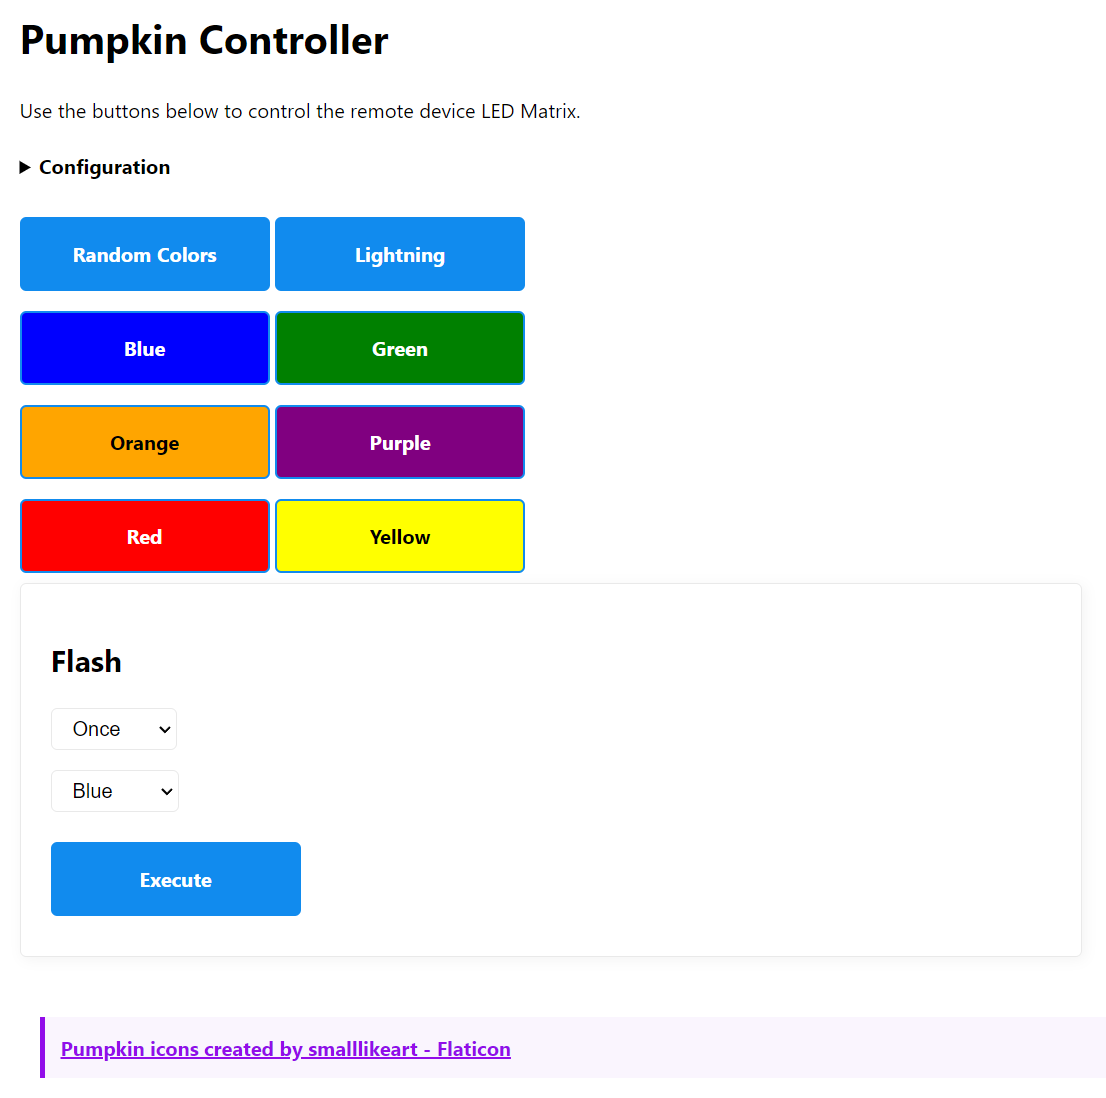 Pumpkin Controller
Use the buttons below to control the remote device LED Matrix.
Configuration
Random Colors Lightning
Blue Green
Orange Purple
Red Yellow
Flash
Once
Blue
Execute
Pumpkin icons created by smalllikeart - Flaticon